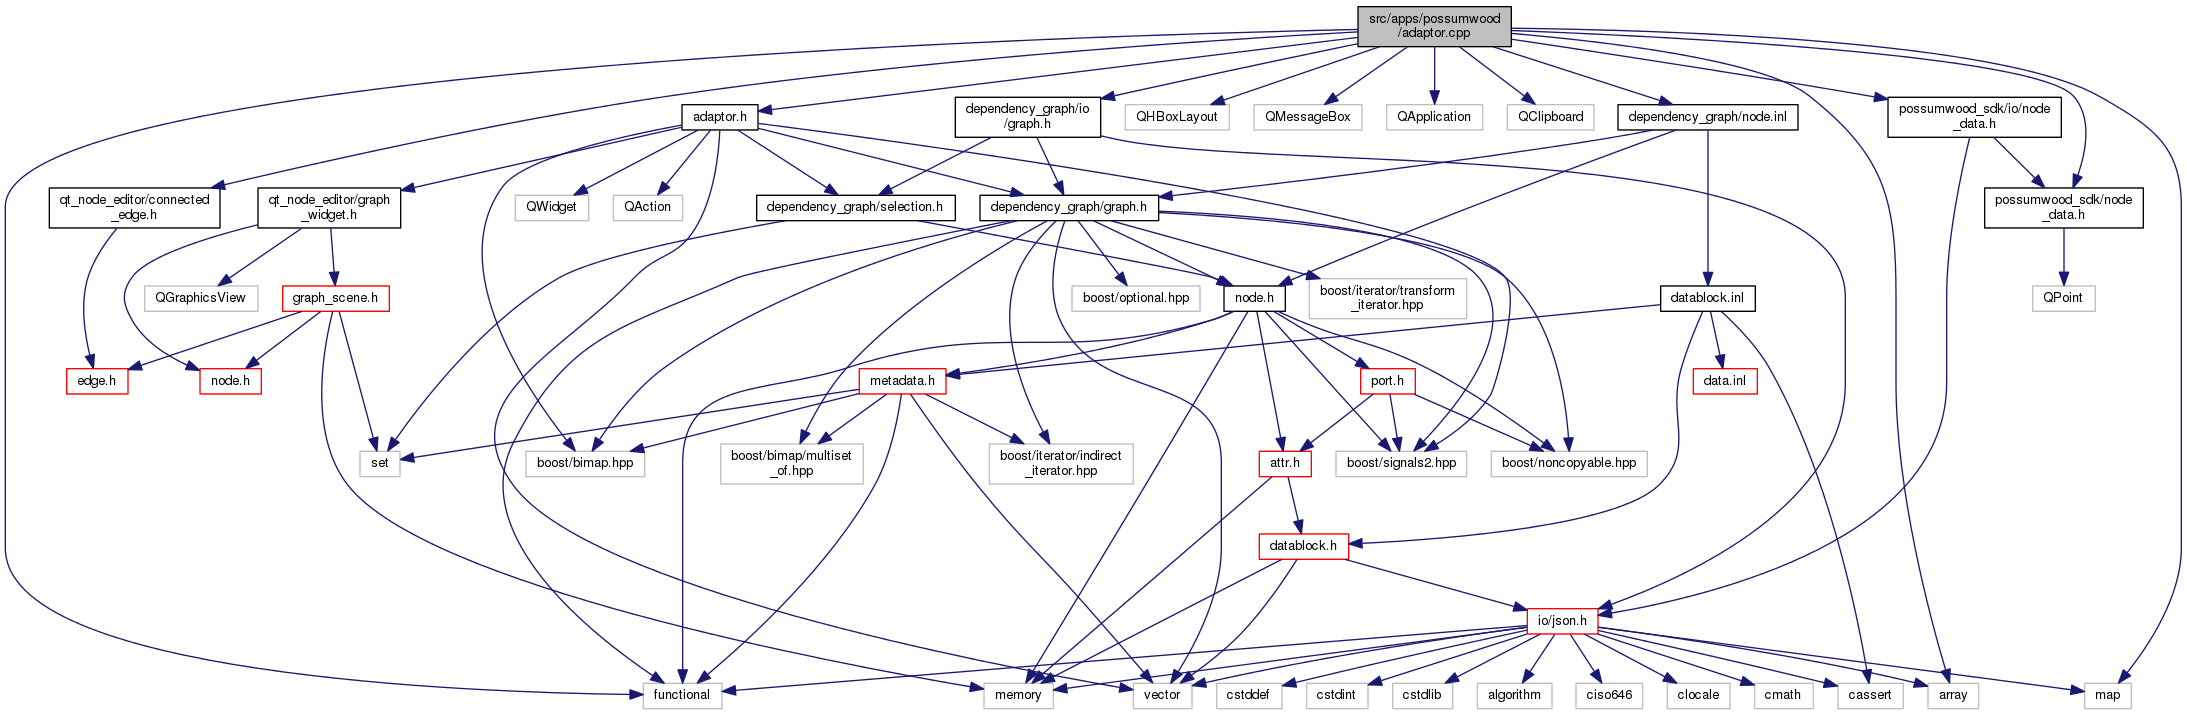 src/apps/possumwood
/adaptor.cpp
adaptor.h
dependency_graph/io
/graph.h
QHBoxLayout
QMessageBox
QApplication
QClipboard
dependency_graph/node.inl
possumwood_sdk/io/node
_data.h
qt_node_editor/connected
_edge.h
qt_node_editor/graph
_widget.h
QWidget
QAction
dependency_graph/selection.h
dependency_graph/graph.h
possumwood_sdk/node
_data.h
QGraphicsView
graph_scene.h
boost/optional.hpp
node.h
boost/iterator/transform
_iterator.hpp
datablock.inl
QPoint
edge.h
node.h
metadata.h
port.h
data.inl
set
boost/bimap.hpp
boost/bimap/multiset
_of.hpp
boost/iterator/indirect
_iterator.hpp
attr.h
boost/signals2.hpp
boost/noncopyable.hpp
datablock.h
io/json.h
functional
memory
vector
cstddef
cstdint
cstdlib
algorithm
ciso646
clocale
cmath
cassert
array
map